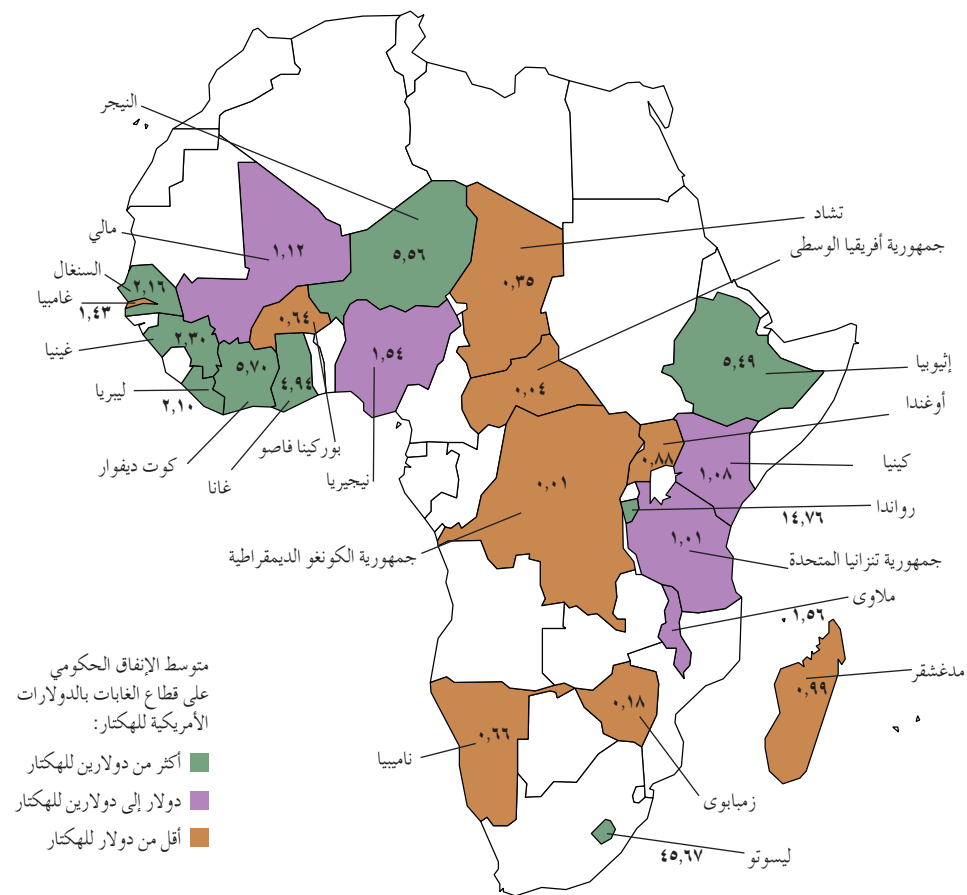 النيجر
تشاد
جمهورية أفريقيا الوسطى
مالي
١,١٢
٥,٥٦
السنغال
٢,١٦
٠,٣٥
غامبيا
١,٤٣
٠,٦٤
غينيا
٢,٣٠
١,٥٤
٥,٧٠
٤,٩٤
٥,٤٩
إثيوبيا
ليبريا
٢,١٠
٠,٠٤
أوغندا
بوركينا فاصو
كوت ديفوار
غانا
نيجيريا
٠,٨٨
١,٠٨
كينيا
٠,٠١
رواندا
١٤,٧٦
جمهورية الكونغو الديمقراطية
١,٠١
جمهورية تنزانيا المتحدة
ملاوى
١,٥٦
مدغشقر
٠,٩٩
٠,١٨
٠,٦٦
ناميبيا
زمبابوى
ليسوتو
٤٥,٦٧
متوسط الإنفاق الحكومي
على قطاع الغابات بالدولارات
الأمريكية للهكتار:
أكثر من دولارين للهكتار
دولار إلى دولارين للهكتار
أقل من دولار للهكتار